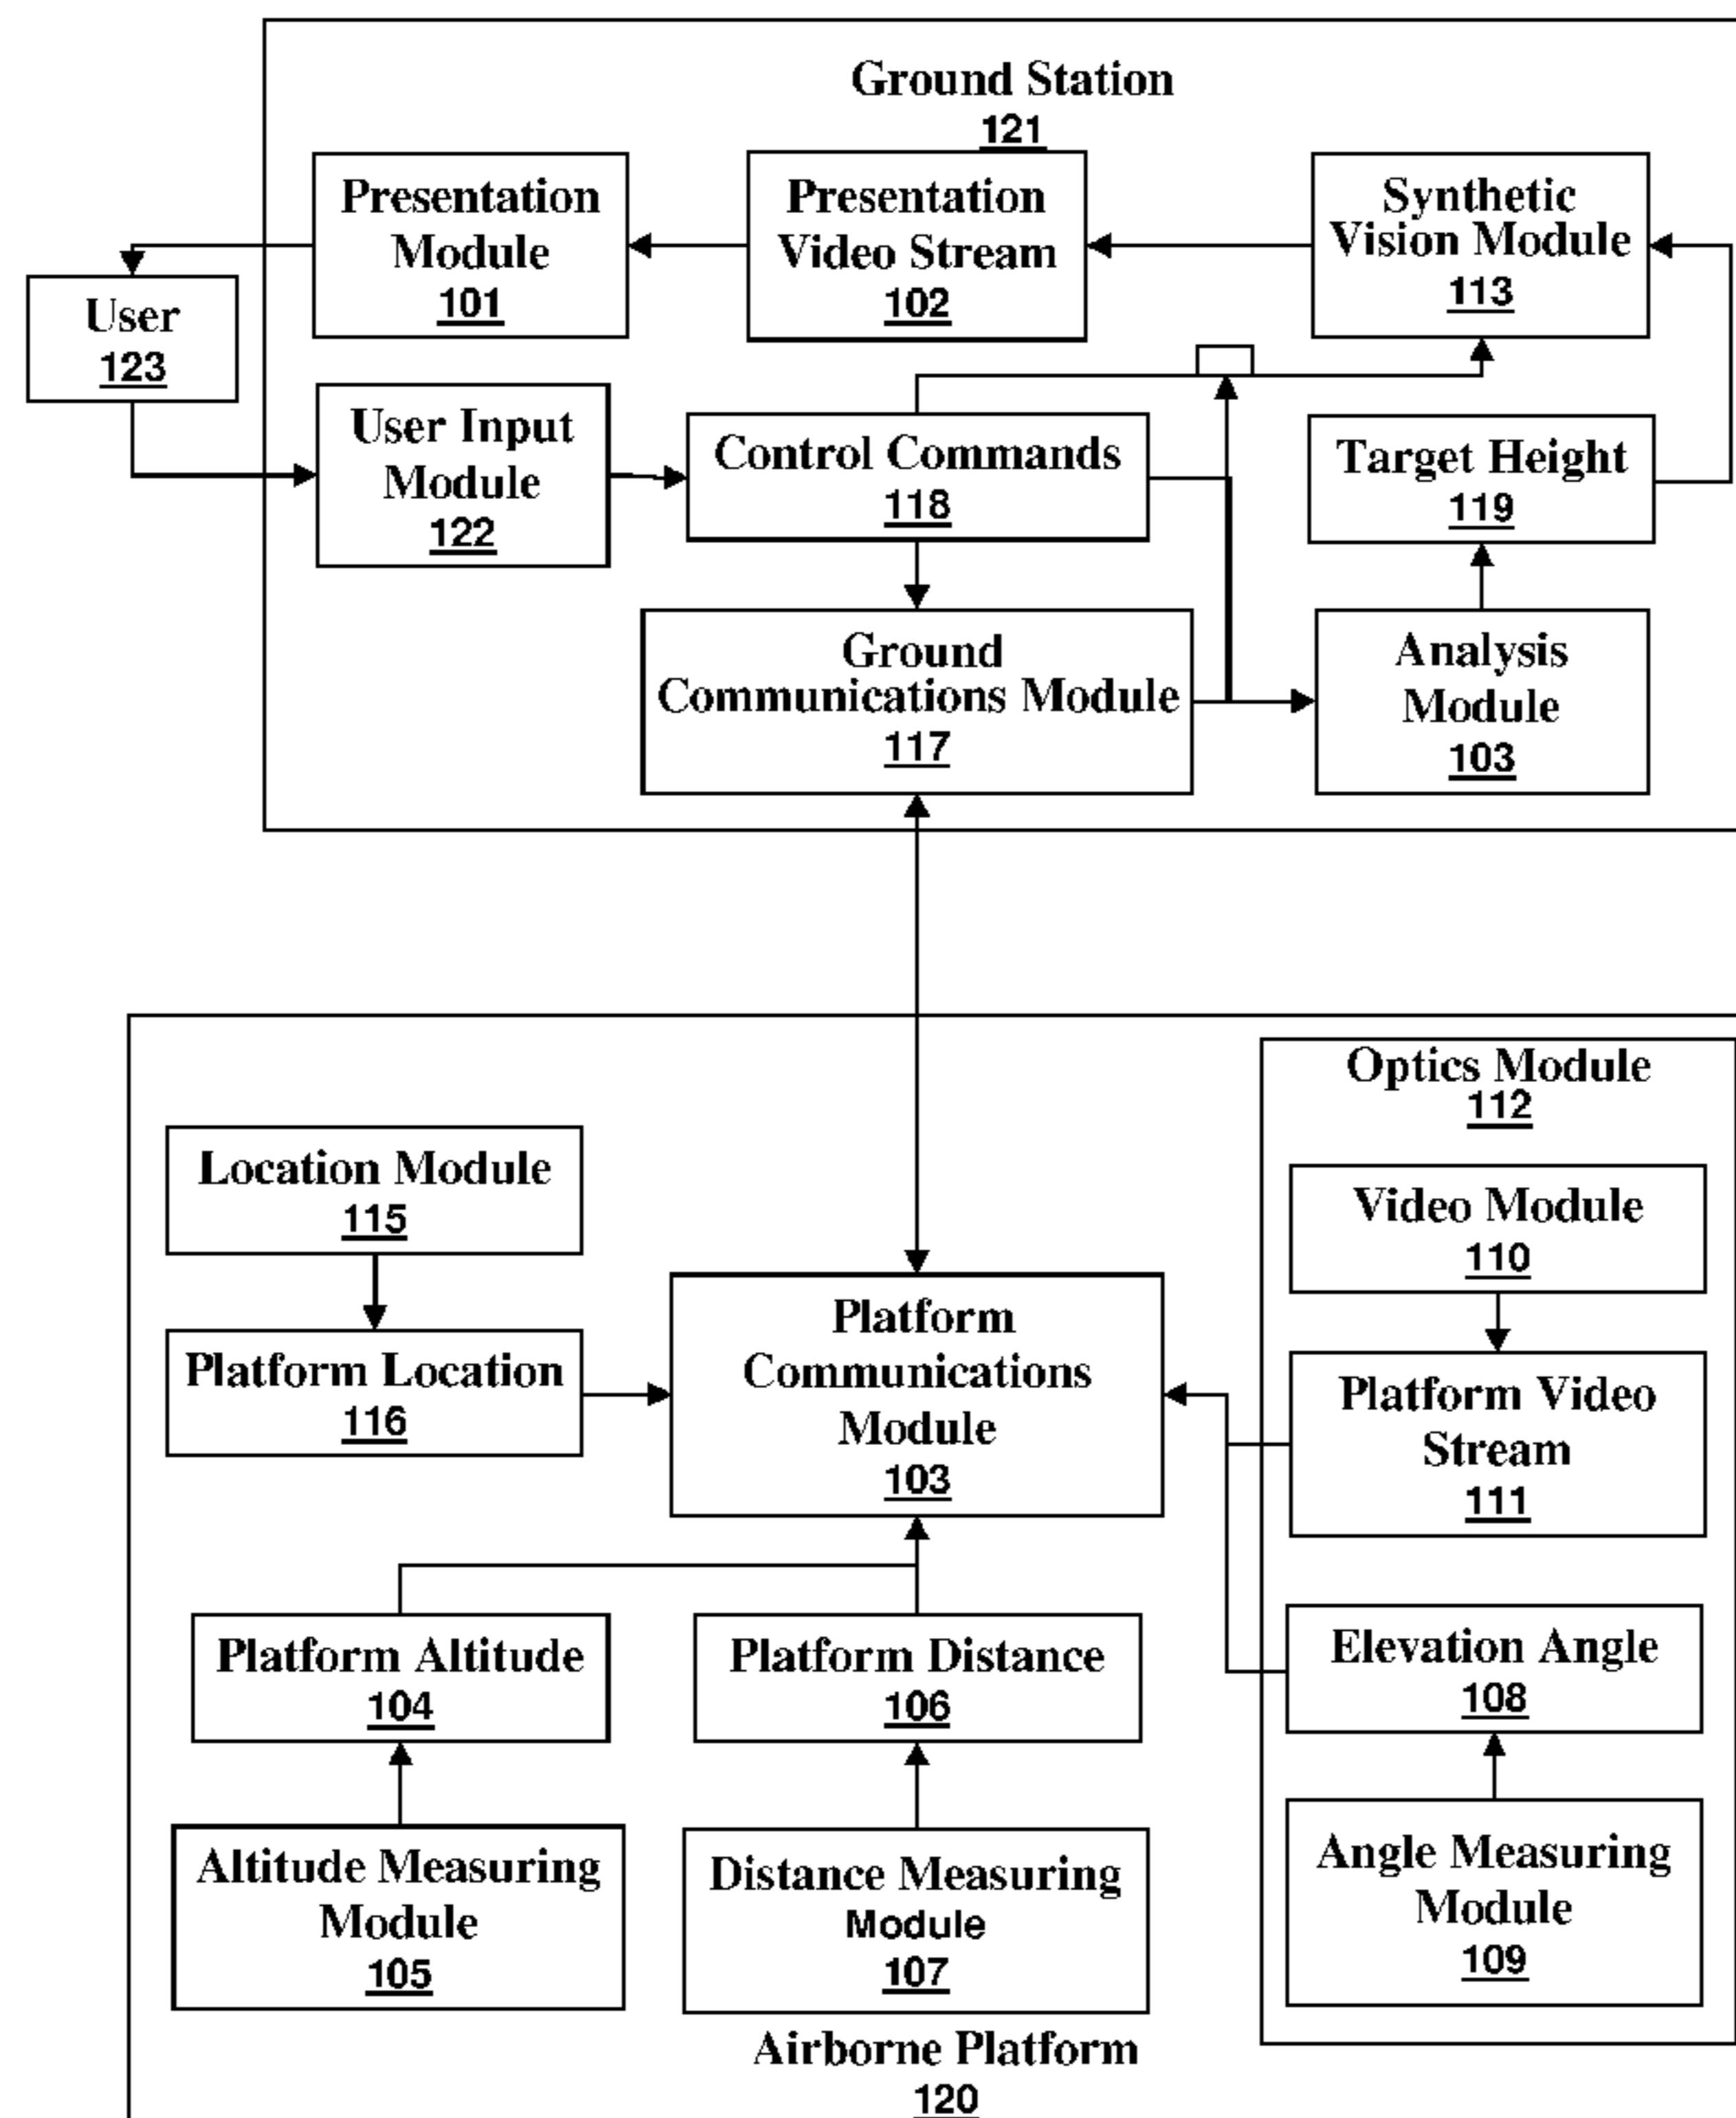 Ground Station
121
Presentation
Module
101
Presentation
Video Stream
102
Synthetic
Vision Module
113
User
123
User Input
Module
122
Control Commands
118
Target Height
119
Ground
Communications Module
117
Analysis
Module
103
Optics Module
112
Location Module
115
Video Module
110
Platform Location
116
Platform
Communications
Module
103
Platform Video
Stream
111
Platform Altitude
104
Platform Distance
106
Elevation Angle
108
Altitude Measuring
Module
105
Distance Measuring
Module
107
Angle Measuring
Module
109
Airborne Platform
120